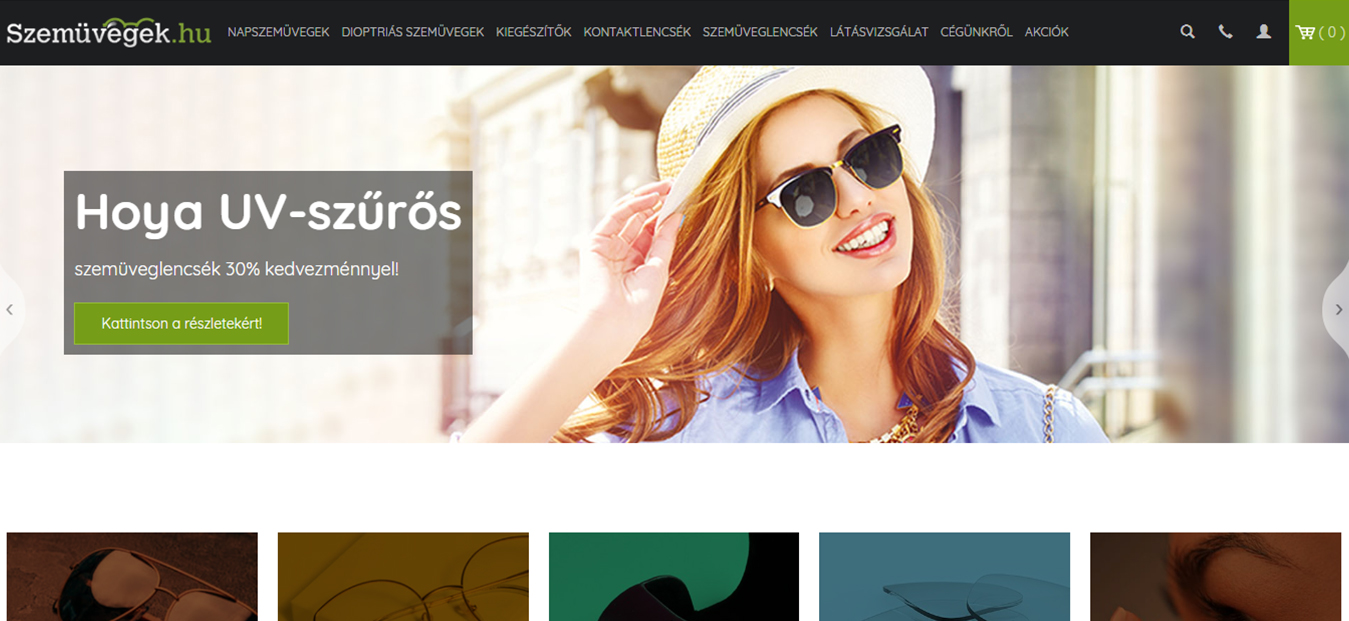 Szemüvegek.hu
NAPSZEMÜVEGEK DIOPTRIÁS SZEMÜVEGEK KIEGÉSZÍTŐK KONTAKTLENCSÉK SZEMÜVEGLENCSÉK LÁTÁSVIZSGÁLAT CÉGÜNKRŐL AKCIÓK
( 0 )
Hoya UV-szűrős
szemüveglencsék 30% kedvezménnyel!
Kattintson a részletekért!